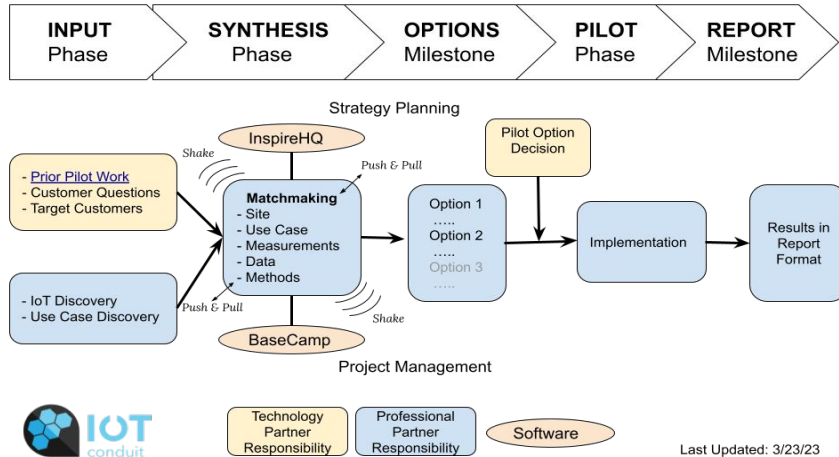 INPUT
Phase
SYNTHESIS
Phase
OPTIONS
Milestone
PILOT
Phase
REPORT
Milestone
Strategy Planning
InspireHQ
Shake
Push & Pull
Pilot Option
Decision
- Prior Pilot Work
- Customer Questions
- Target Customers
Matchmaking
- Site
- Use Case
- Measurements
- Data
- Methods
Option 1
.....
Option 2
.....
Option 3
.....
Implementation
Results in
Report
Format
- IoT Discovery
- Use Case Discovery
Push & Pull
Shake
BaseCamp
Project Management
IOT
conduit
Technology
Partner
Responsibility
Professional
Partner
Responsibility
Software
Last Updated: 3/23/23